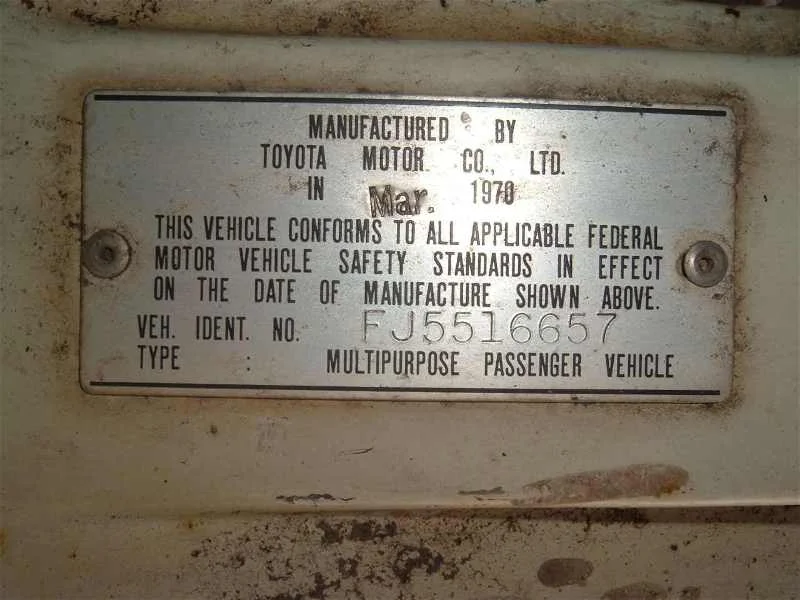 MANUFACTURED BY
TOYOTA MOTOR CO., LTD.
IN Mar. 1970
THIS VEHICLE CONFORMS TO ALL APPLICABLE FEDERAL
MOTOR VEHICLE SAFETY STANDARDS IN EFFECT
ON THE DATE OF MANUFACTURE SHOWN ABOVE.
VEH. IDENT. NO. FJ5516657
TYPE : MULTIPURPOSE PASSENGER VEHICLE